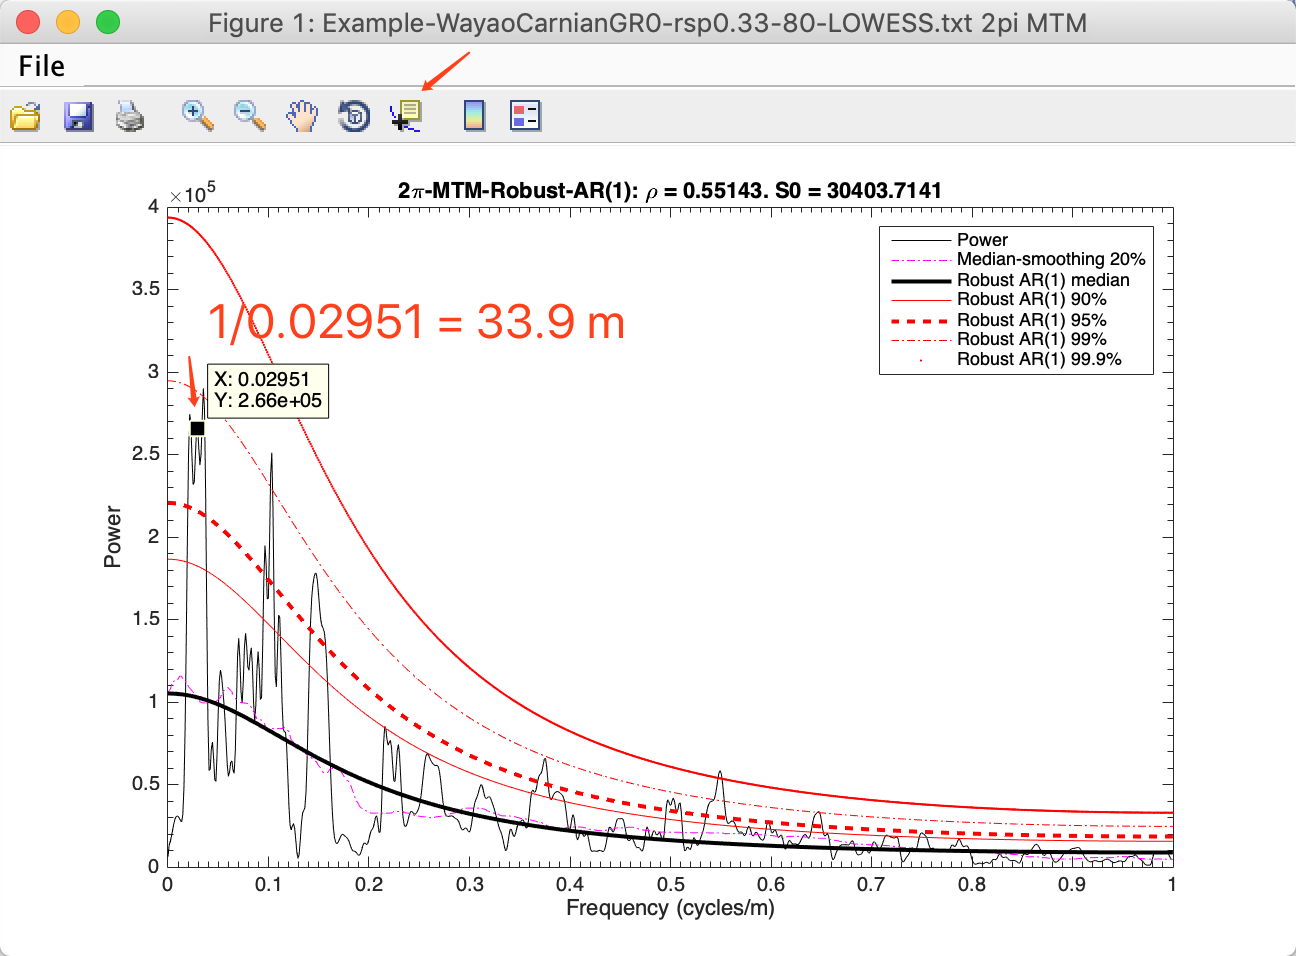 Figure 1: Example-WayaoCarnianGR0-rsp0.33-80-LOWESS.txt 2pi MTM
File
×10⁵
2π-MTM-Robust-AR(1): ρ = 0.55143. S0 = 30403.7141
4
3.5
3
2.5
2
1.5
1
0.5
0
Power
1/0.02951 = 33.9 m
X: 0.02951
Y: 2.66e+05
Power
Median-smoothing 20%
Robust AR(1) median
Robust AR(1) 90%
Robust AR(1) 95%
Robust AR(1) 99%
Robust AR(1) 99.9%
0 0.1 0.2 0.3 0.4 0.5 0.6 0.7 0.8 0.9 1
Frequency (cycles/m)